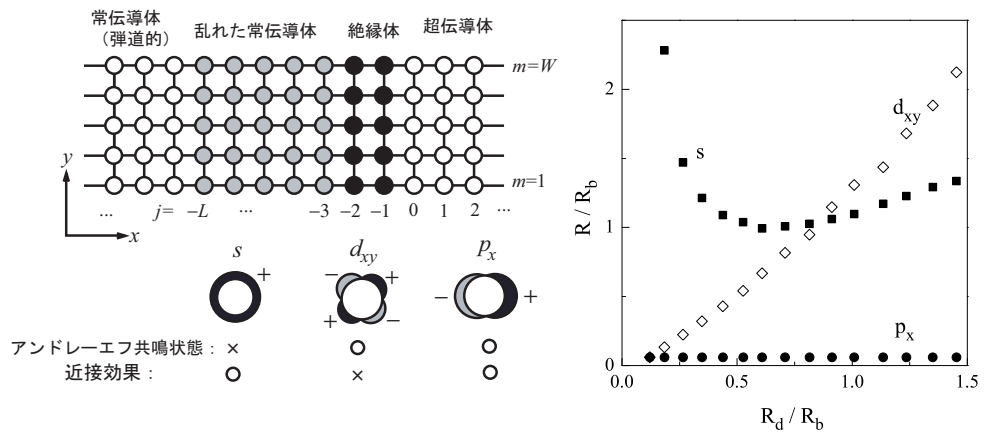 常伝導体
（弾道的）
乱れた常伝導体
絶縁体
超伝導体
m=W
m=1
y
x
... j= −L ... −3 −2 −1 0 1 2 ...
s
+
d_xy
− + + −
p_x
− +
アンドレーエフ共鳴状態： × ○ ○
近接効果： ○ × ○
R / R_b
2
1
0
s
d_xy
p_x
0.0 0.5 1.0 1.5
R_d / R_b